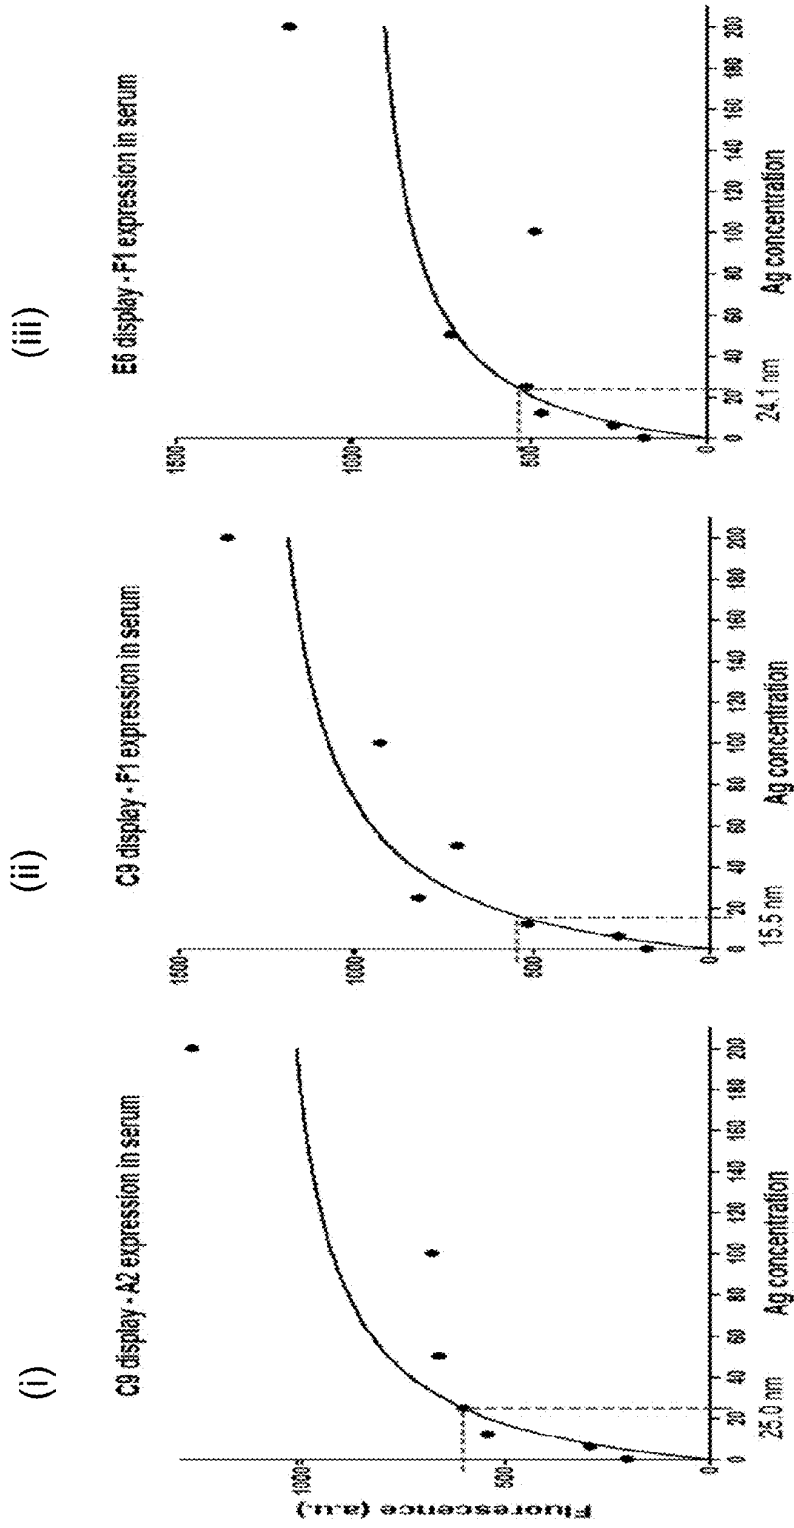 (i)
C9 display - A2 expression in serum
Fluorescence (a.u.)
1000
500
0
0 20 40 60 80 100 120 140 160 180 200
25.0 nm
Ag concentration
(ii)
C9 display - F1 expression in serum
1500
1000
500
0
0 20 40 60 80 100 120 140 160 180 200
15.5 nm
Ag concentration
(iii)
E6 display - F1 expression in serum
1500
1000
500
0
0 20 40 60 80 100 120 140 160 180 200
24.1 nm
Ag concentration